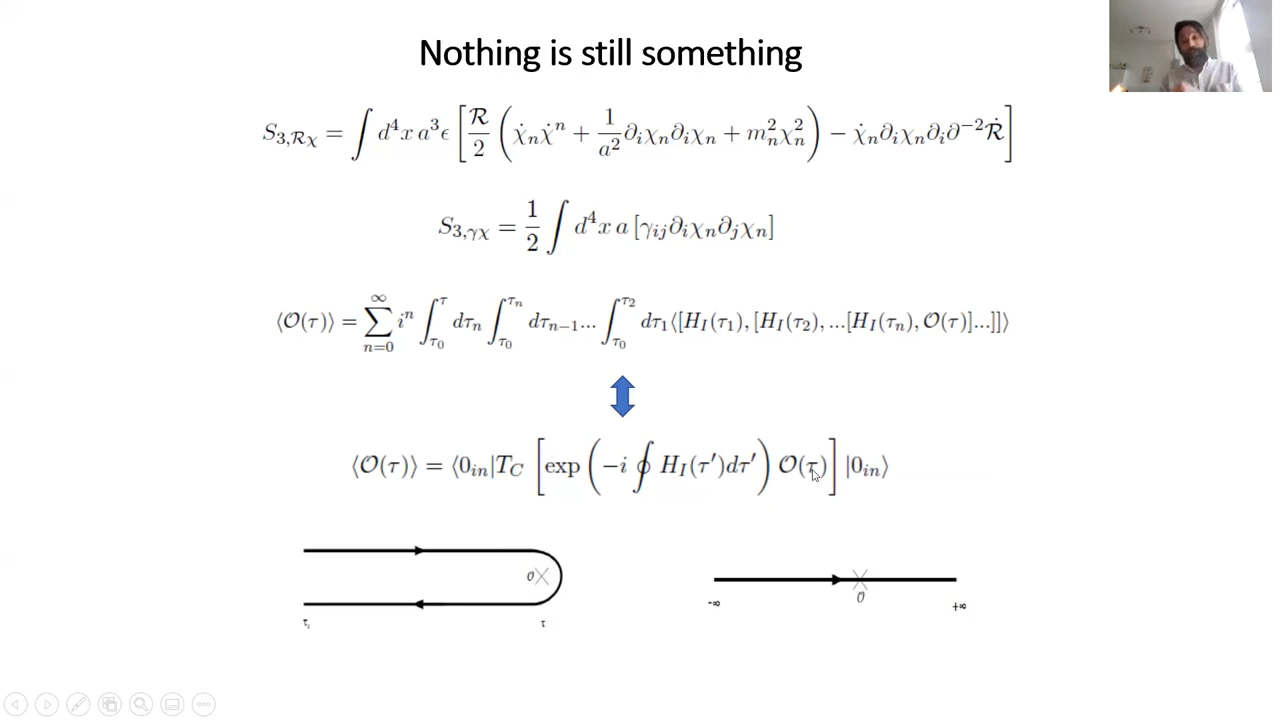 Nothing is still something
$S_{3,\mathcal{R}\chi} = \int d^4x\, a^3 \epsilon \left[ \frac{\mathcal{R}}{2} \left( \dot{\chi}_n \dot{\chi}^n + \frac{1}{a^2} \partial_i \chi_n \partial_i \chi_n + m_n^2 \chi_n^2 \right) - \dot{\chi}_n \partial_i \chi_n \partial_i \partial^{-2} \dot{\mathcal{R}} \right]$
$S_{3,\gamma\chi} = \frac{1}{2} \int d^4x\, a \left[ \gamma_{ij} \partial_i \chi_n \partial_j \chi_n \right]$
$\langle \mathcal{O}(\tau) \rangle = \sum_{n=0}^{\infty} i^n \int_{\tau_0}^{\tau} d\tau_n \int_{\tau_0}^{\tau_n} d\tau_{n-1} ... \int_{\tau_0}^{\tau_2} d\tau_1 \langle [H_I(\tau_1), [H_I(\tau_2), ...[H_I(\tau_n), \mathcal{O}(\tau)]...]] \rangle$
$\langle \mathcal{O}(\tau) \rangle = \langle 0_{in} | T_C \left[ \exp \left( -i \oint H_I(\tau') d\tau' \right) \mathcal{O}(\tau) \right] | 0_{in} \rangle$
O
τ
O
-∞
+∞